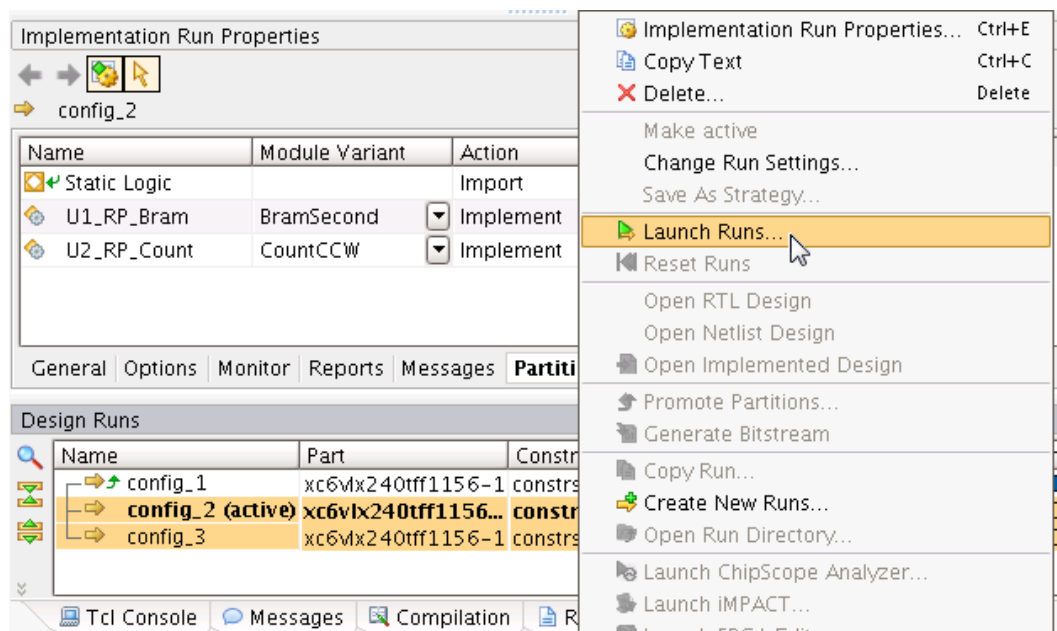 Implementation Run Properties
config_2
Name Module Variant Action
Static Logic Import
U1_RP_Bram BramSecond Implement
U2_RP_Count CountCCW Implement
General Options Monitor Reports Messages Partiti
Design Runs
Name Part Constr
config_1 xc6vlx240tff1156-1 constrs
config_2 (active) xc6vlx240tff1156... constr
config_3 xc6vlx240tff1156-1 constrs
Tcl Console Messages Compilation R
Implementation Run Properties... Ctrl+E
Copy Text Ctrl+C
Delete... Delete
Make active
Change Run Settings...
Save As Strategy...
Launch Runs...
Reset Runs
Open RTL Design
Open Netlist Design
Open Implemented Design
Promote Partitions...
Generate Bitstream
Copy Run...
Create New Runs...
Open Run Directory...
Launch ChipScope Analyzer...
Launch iMPACT...